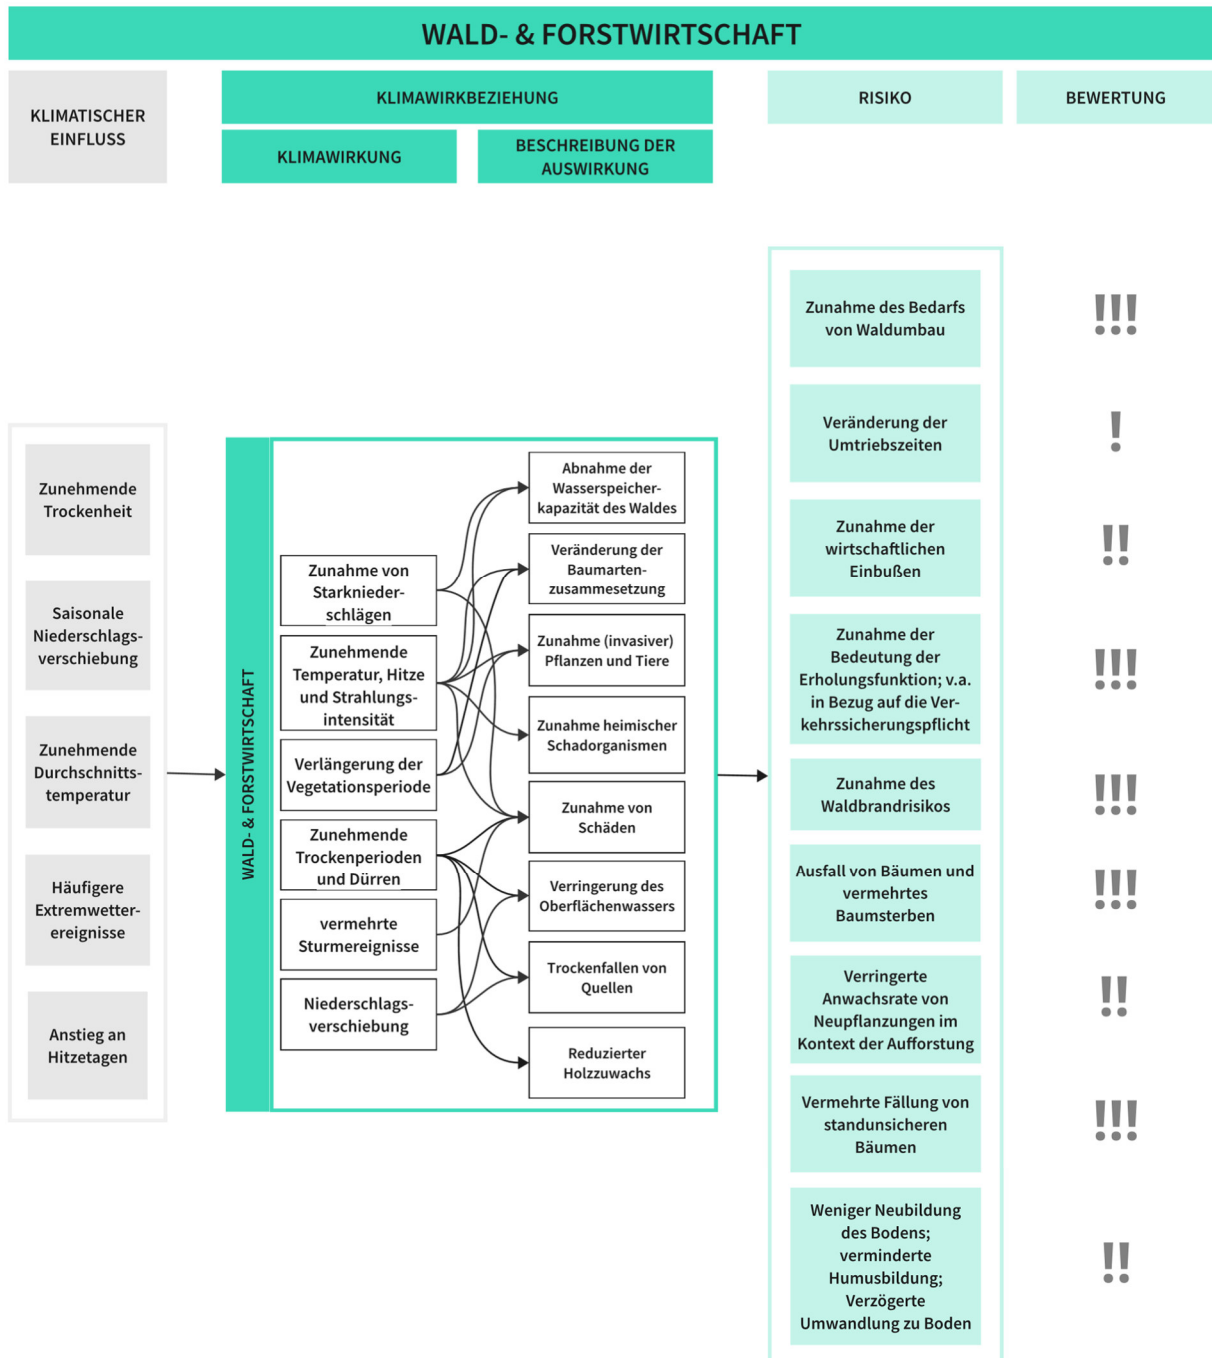 WALD- & FORSTWIRTSCHAFT
KLIMATISCHER
EINFLUSS
KLIMAWIRKBEZIEHUNG
KLIMAWIRKUNG
BESCHREIBUNG DER
AUSWIRKUNG
RISIKO
BEWERTUNG
Zunehmende
Trockenheit
Saisonale
Niederschlags-
verschiebung
Zunehmende
Durchschnitts-
temperatur
Häufigere
Extremwetter-
ereignisse
Anstieg an
Hitzetagen
WALD- & FORSTWIRTSCHAFT
Zunahme von
Starknieder-
schlägen
Zunehmende
Temperatur, Hitze
und Strahlungs-
intensität
Verlängerung der
Vegetationsperiode
Zunehmende
Trockenperioden
und Dürren
vermehrte
Sturmereignisse
Niederschlags-
verschiebung
Abnahme der
Wasserspeicher-
kapazität des Waldes
Veränderung der
Baumarten-
zusammesetzung
Zunahme (invasiver)
Pflanzen und Tiere
Zunahme heimischer
Schadorganismen
Zunahme von
Schäden
Verringerung des
Oberflächenwassers
Trockenfallen von
Quellen
Reduzierter
Holzzuwachs
Zunahme des Bedarfs
von Waldumbau
!!!
Veränderung der
Umtriebszeiten
!
Zunahme der
wirtschaftlichen
Einbußen
!!
Zunahme der
Bedeutung der
Erholungsfunktion; v.a.
in Bezug auf die Ver-
kehrssicherungspflicht
!!!
Zunahme des
Waldbrandrisikos
!!!
Ausfall von Bäumen und
vermehrtes
Baumsterben
!!!
Verringerte
Anwachsrate von
Neupflanzungen im
Kontext der Aufforstung
!!
Vermehrte Fällung von
standunsicheren
Bäumen
!!!
Weniger Neubildung
des Bodens;
verminderte
Humusbildung;
Verzögerte
Umwandlung zu Boden
!!